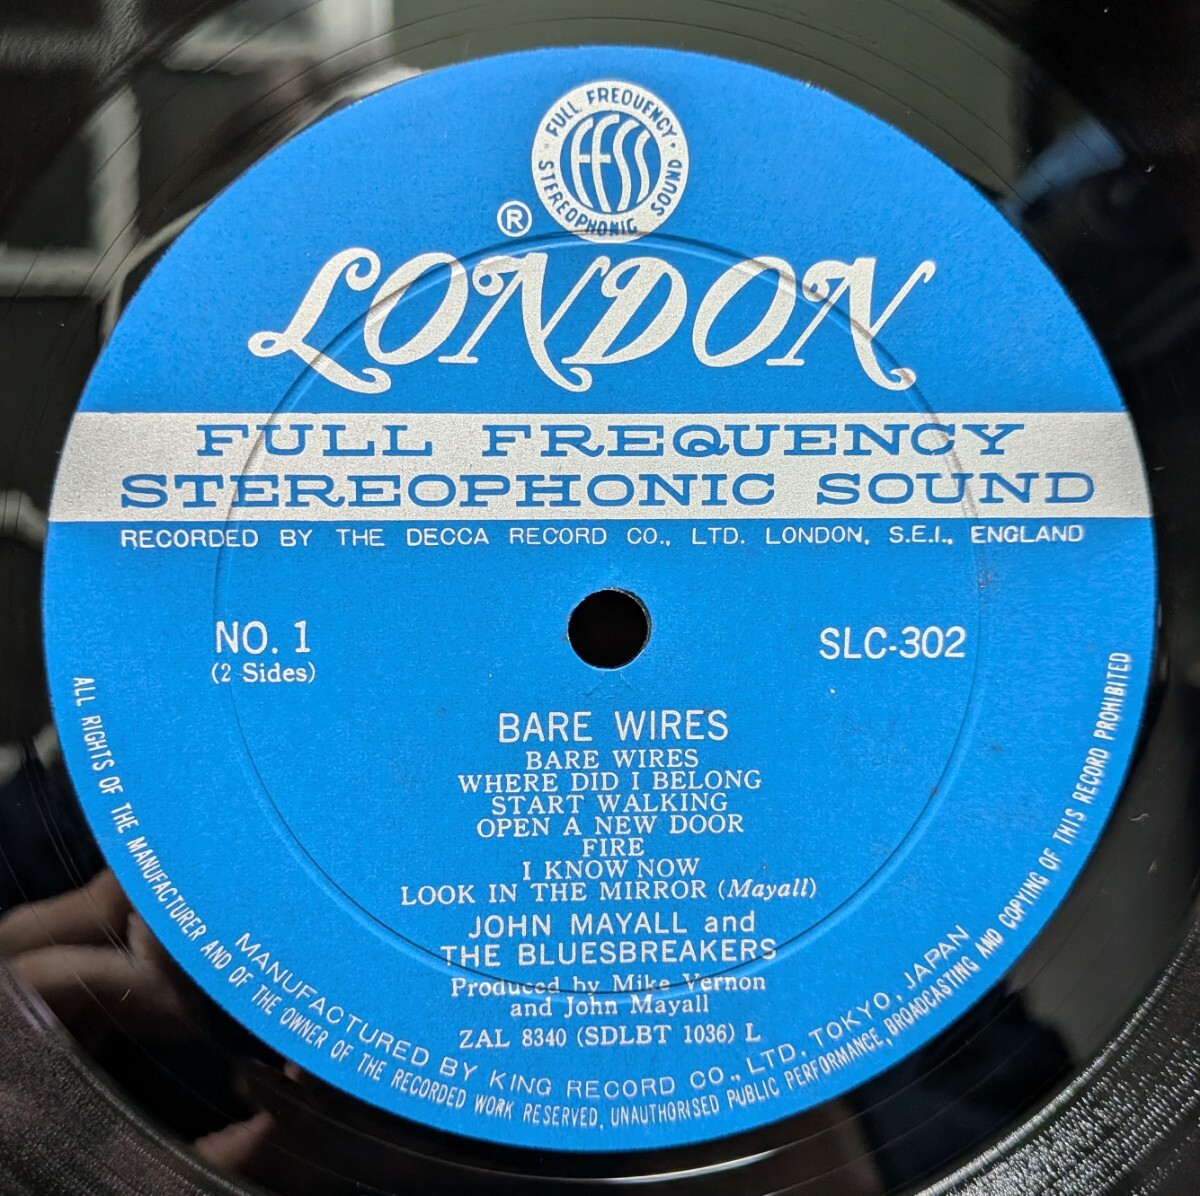 · FULL FREQUENCY ·
FFSS
STEREOPHONIC SOUND
®
LONDON
FULL FREQUENCY
STEREOPHONIC SOUND
RECORDED BY THE DECCA RECORD CO., LTD. LONDON, S.E.I., ENGLAND
NO. 1
(2 Sides)
SLC-302
BARE WIRES
BARE WIRES
WHERE DID I BELONG
START WALKING
OPEN A NEW DOOR
FIRE
I KNOW NOW
LOOK IN THE MIRROR (Mayall)
JOHN MAYALL and
THE BLUESBREAKERS
Produced by Mike Vernon
and John Mayall
ZAL 8340 (SDLBT 1036) L
MANUFACTURED BY KING RECORD CO., LTD. TOKYO, JAPAN
ALL RIGHTS OF THE MANUFACTURER AND OF THE OWNER OF THE RECORDED WORK RESERVED, UNAUTHORISED PUBLIC PERFORMANCE, BROADCASTING AND COPYING OF THIS RECORD PROHIBITED